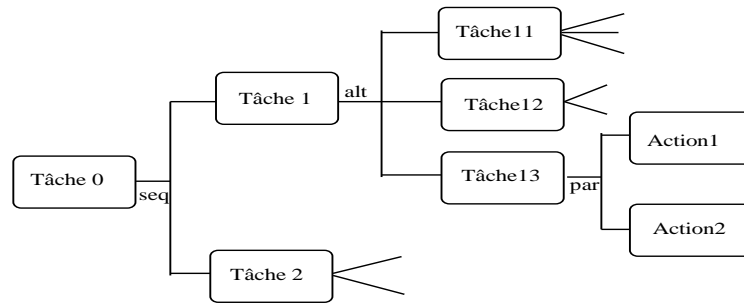 Tâche 0
seq
Tâche 1
alt
Tâche11
Tâche12
Tâche13
par
Action1
Action2
Tâche 2